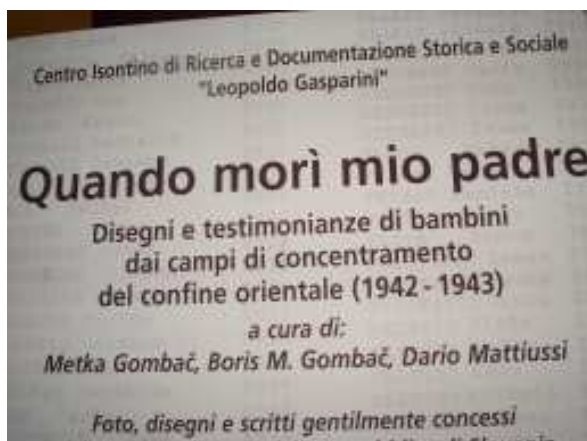 Centro Isontino di Ricerca e Documentazione Storica e Sociale
"Leopoldo Gasparini"
Quando morì mio padre
Disegni e testimonianze di bambini
dai campi di concentramento
del confine orientale (1942-1943)
a cura di:
Metka Gombač, Boris M. Gombač, Dario Mattiussi
Foto, disegni e scritti gentilmente concessi